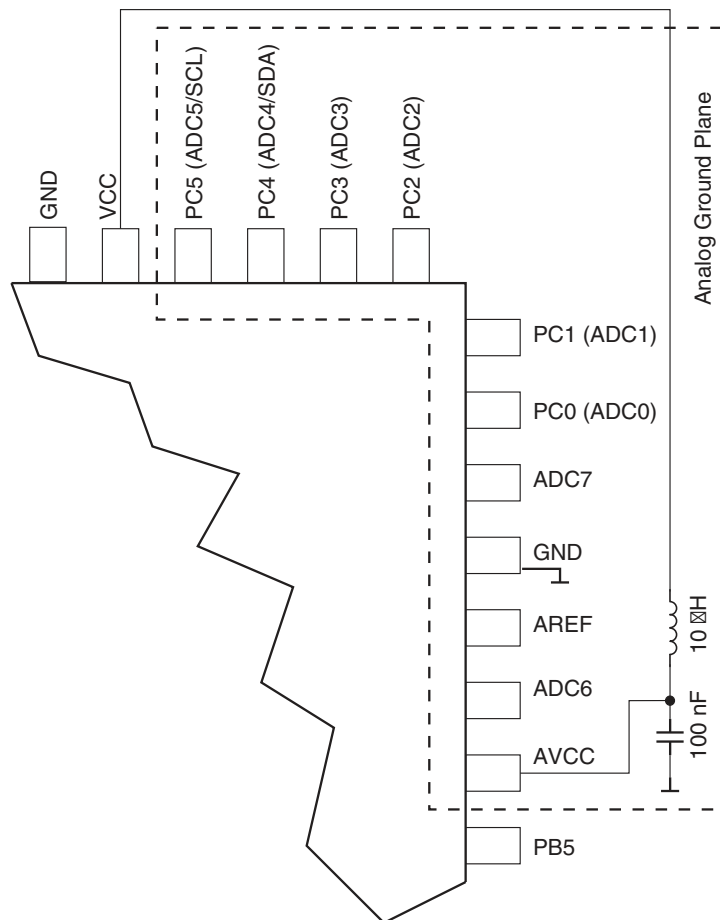 GND
VCC
PC5 (ADC5/SCL)
PC4 (ADC4/SDA)
PC3 (ADC3)
PC2 (ADC2)
Analog Ground Plane
PC1 (ADC1)
PC0 (ADC0)
ADC7
GND
AREF
ADC6
AVCC
PB5
10 ☒H
100 nF